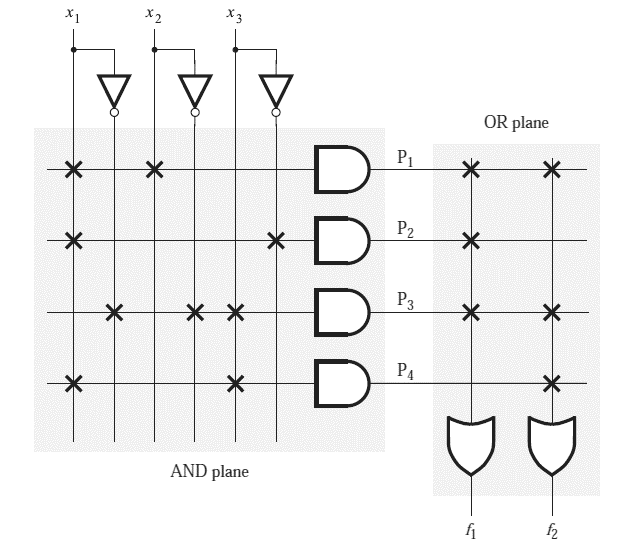 x1 x2 x3
OR plane
P1
P2
P3
P4
AND plane
f1 f2